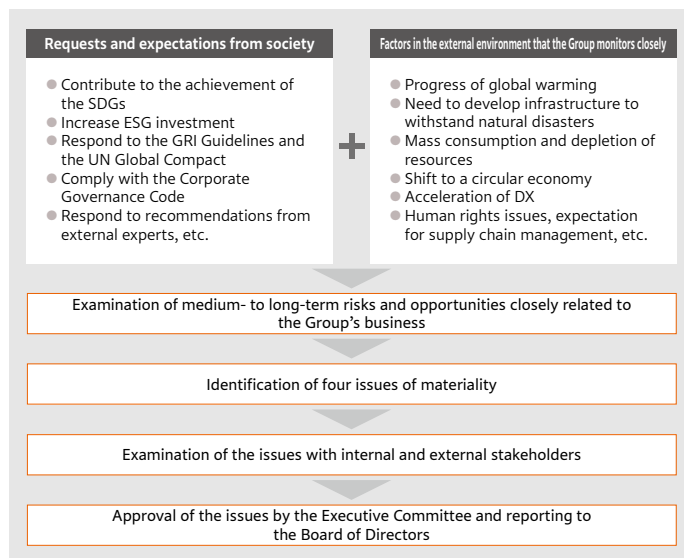 Requests and expectations from society
● Contribute to the achievement of
the SDGs
● Increase ESG investment
● Respond to the GRI Guidelines and
the UN Global Compact
● Comply with the Corporate
Governance Code
● Respond to recommendations from
external experts, etc.
+
Factors in the external environment that the Group monitors closely
● Progress of global warming
● Need to develop infrastructure to
withstand natural disasters
● Mass consumption and depletion of
resources
● Shift to a circular economy
● Acceleration of DX
● Human rights issues, expectation
for supply chain management, etc.
Examination of medium- to long-term risks and opportunities closely related to
the Group's business
Identification of four issues of materiality
Examination of the issues with internal and external stakeholders
Approval of the issues by the Executive Committee and reporting to
the Board of Directors